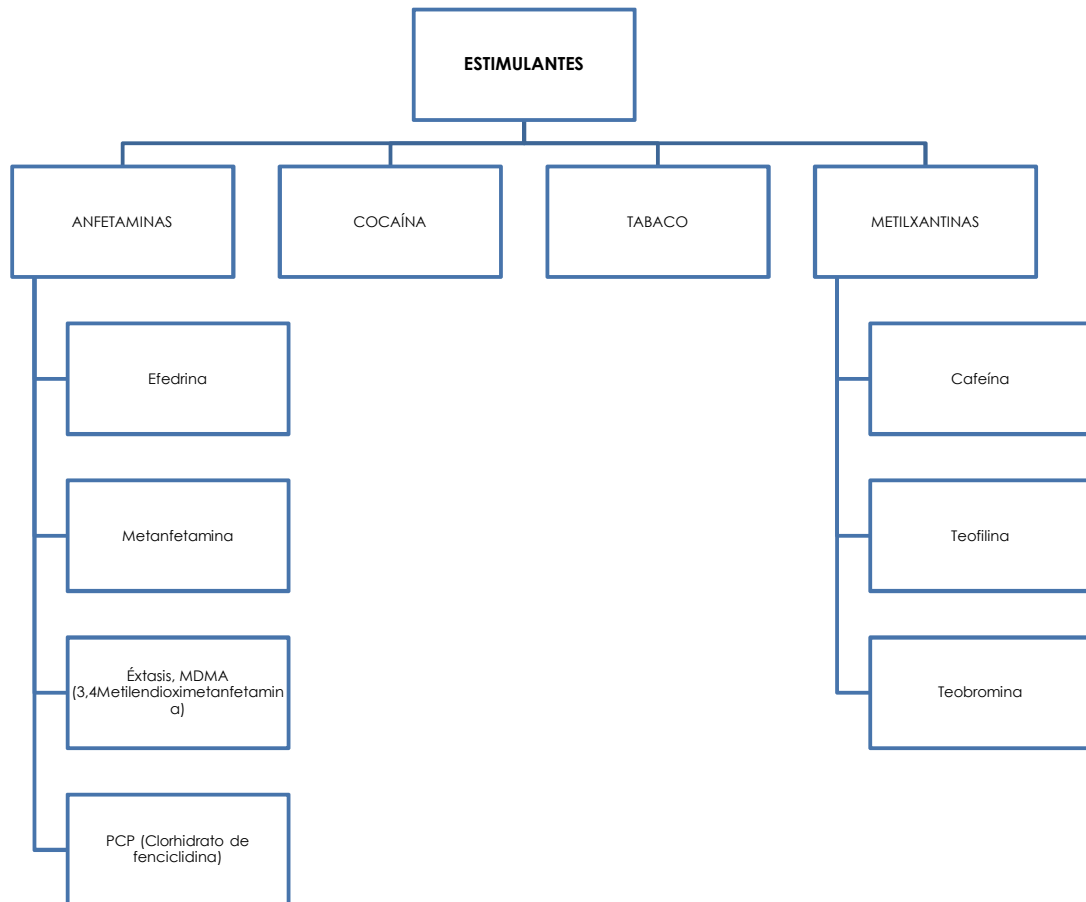 ESTIMULANTES
ANFETAMINAS
COCAÍNA
TABACO
METILXANTINAS
Efedrina
Cafeína
Metanfetamina
Teofilina
Éxtasis, MDMA
(3,4Metilendioximetanfetamin
a)
Teobromina
PCP (Clorhidrato de
fenciclidina)